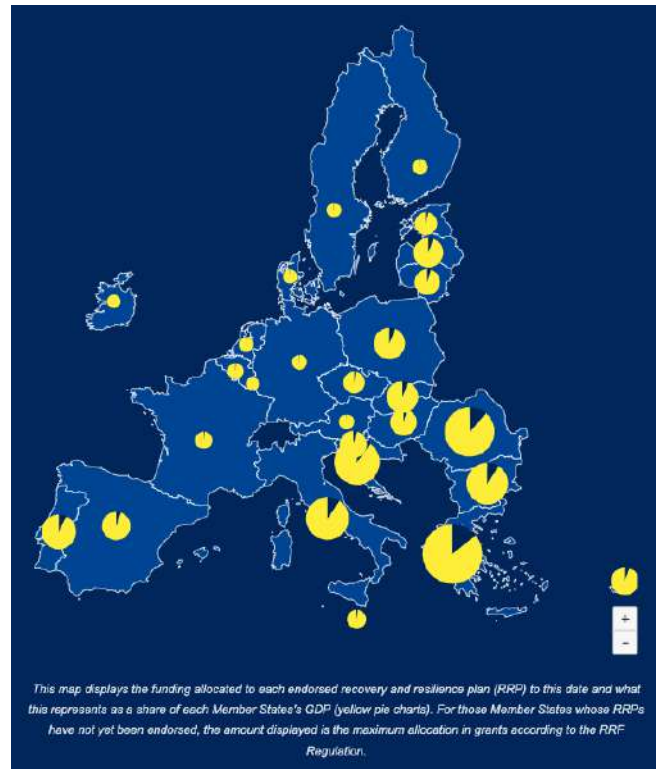 +
-
This map displays the funding allocated to each endorsed recovery and resilience plan (RRP) to this date and what
this represents as a share of each Member States's GDP (yellow pie charts). For those Member States whose RRPs
have not yet been endorsed, the amount displayed is the maximum allocation in grants according to the RRF
Regulation.